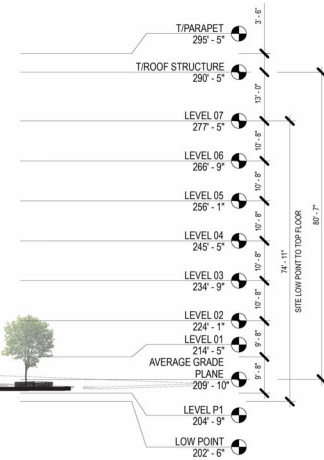 3' - 6"
T/PARAPET
295' - 5"
T/ROOF STRUCTURE
290' - 5"
13' - 0"
LEVEL 07
277' - 5"
10' - 8"
LEVEL 06
266' - 9"
10' - 8"
LEVEL 05
256' - 1"
10' - 8"
LEVEL 04
245' - 5"
10' - 8"
LEVEL 03
234' - 9"
10' - 8"
LEVEL 02
224' - 1"
9' - 8"
LEVEL 01
214' - 5"
9' - 8"
AVERAGE GRADE
PLANE
209' - 10"
LEVEL P1
204' - 9"
LOW POINT
202' - 6"
74' - 11"
SITE LOW POINT TO TOP FLOOR
80' - 7"